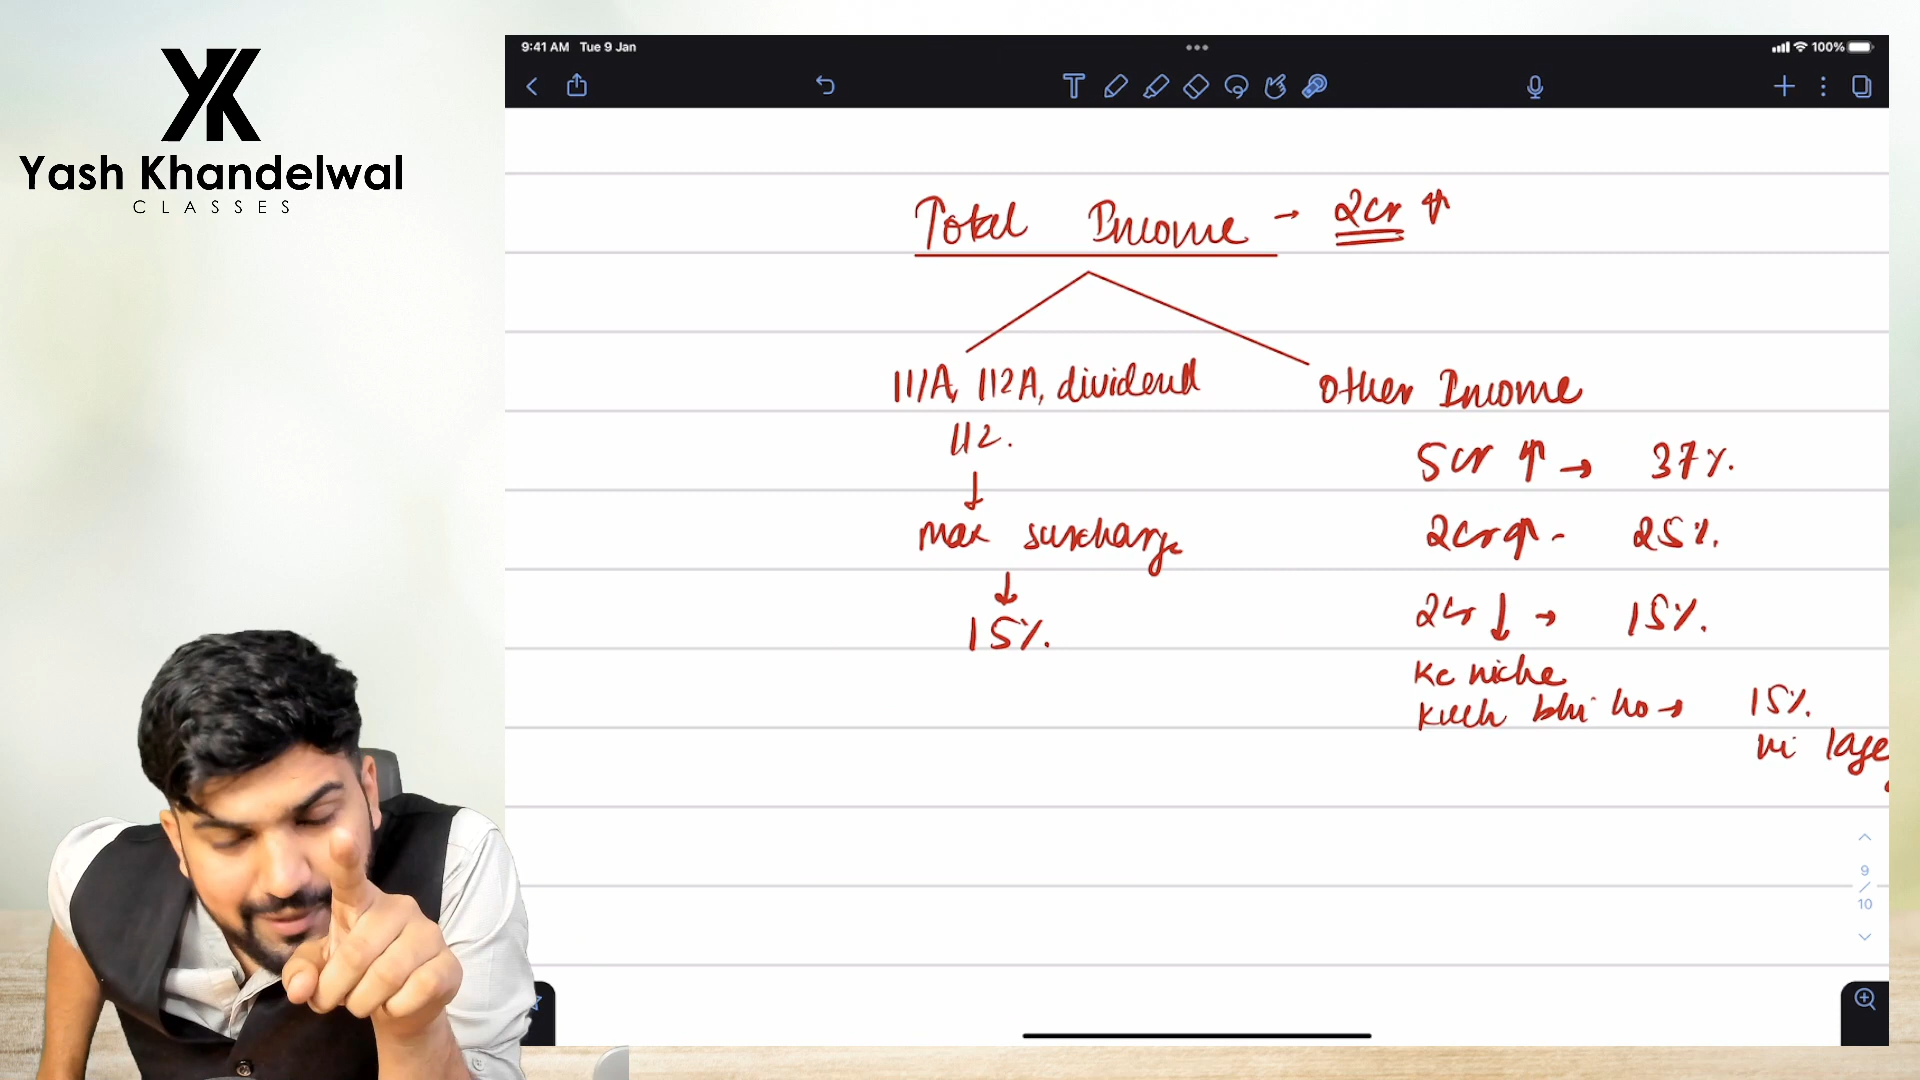 YK
Yash Khandelwal
CLASSES
9:41 AM Tue 9 Jan
100%
Total Income → 2cr ↑
111A, 112A, dividend
112.
↓
max surcharge
↓
15%.
Other Income
5cr ↑ → 37%.
2cr ↑ - 25%.
2cr ↓ → 15%.
Ke niche
kuch bhi ho → 15%.
hi lage
9
/
10